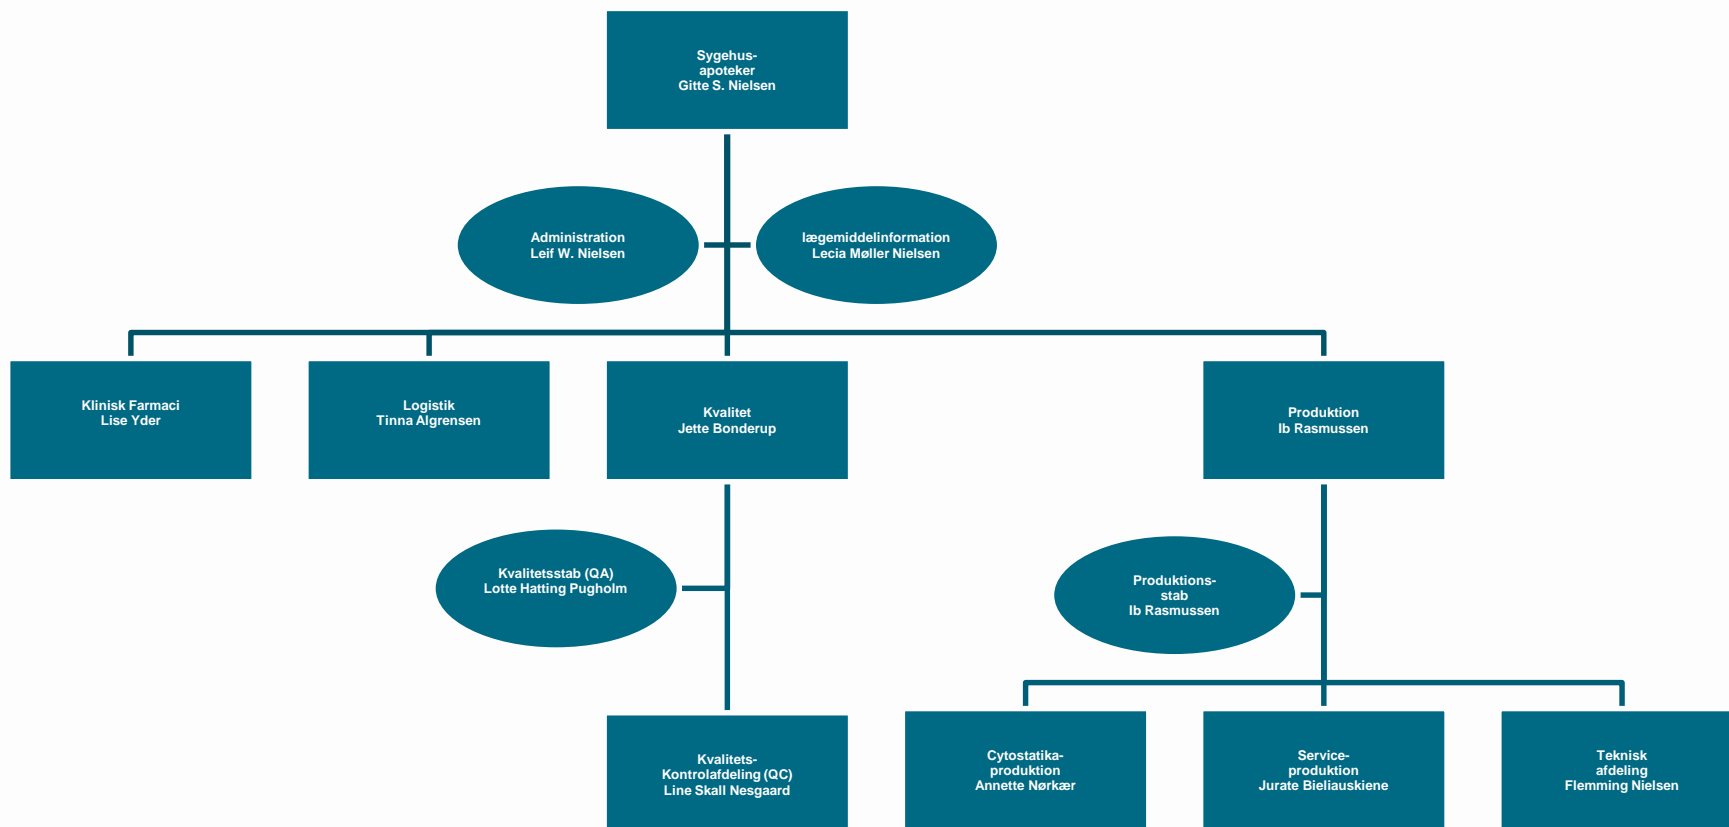 Sygehus-
apoteker
Gitte S. Nielsen
Administration
Leif W. Nielsen
lægemiddelinformation
Lecia Møller Nielsen
Klinisk Farmaci
Lise Yder
Logistik
Tinna Algrensen
Kvalitet
Jette Bonderup
Produktion
Ib Rasmussen
Kvalitetsstab (QA)
Lotte Hatting Pugholm
Produktions-
stab
Ib Rasmussen
Kvalitets-
Kontrolafdeling (QC)
Line Skall Nesgaard
Cytostatika-
produktion
Annette Nørkær
Service-
produktion
Jurate Bieliauskiene
Teknisk
afdeling
Flemming Nielsen